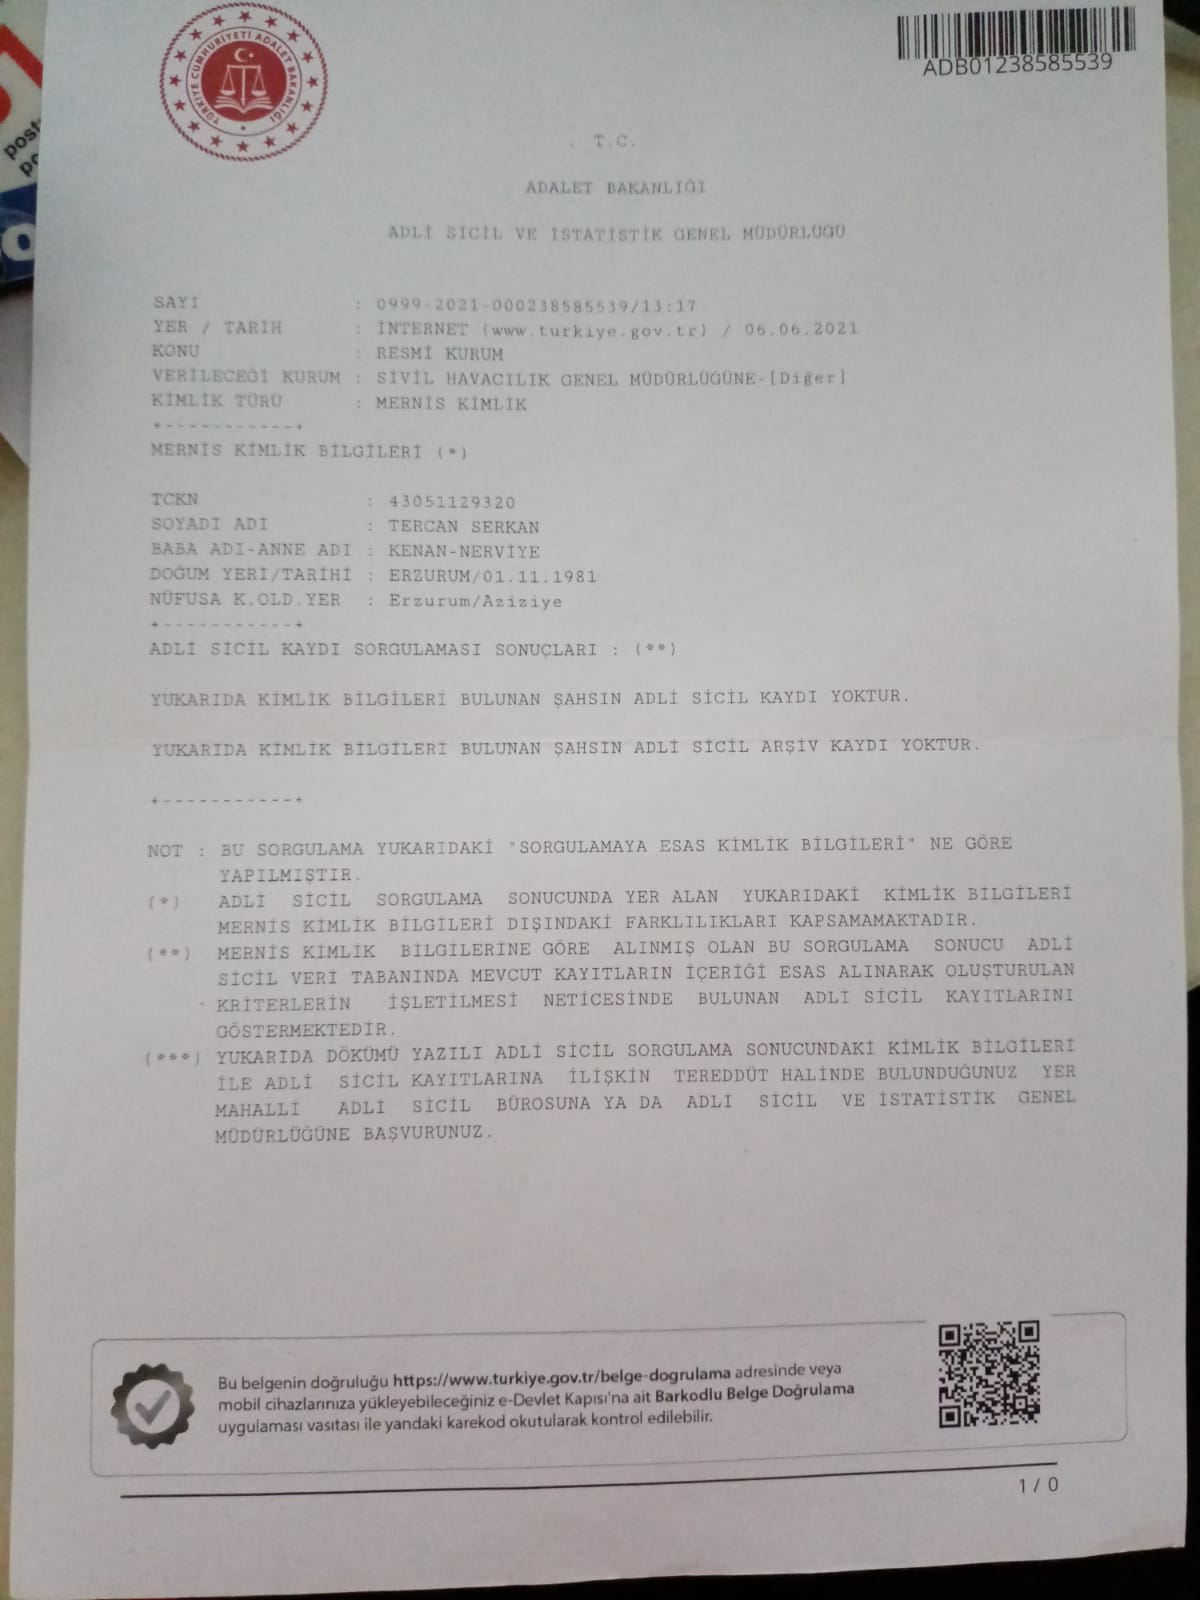 TÜRKİYE CUMHURİYETİ ADALET BAKANLIĞI
ADB01238585539
T.C.
ADALET BAKANLIĞI
ADLİ SİCİL VE İSTATİSTİK GENEL MÜDÜRLÜĞÜ
SAYI : 0999-2021-000238585539/13:17
YER / TARİH : İNTERNET (www.turkiye.gov.tr) / 06.06.2021
KONU : RESMİ KURUM
VERİLECEĞİ KURUM : SİVİL HAVACILIK GENEL MÜDÜRLÜĞÜNE-[Diğer]
KİMLİK TÜRÜ : MERNİS KİMLİK
+-----------+
MERNİS KİMLİK BİLGİLERİ (*)
TCKN : 43051129320
SOYADI ADI : TERCAN SERKAN
BABA ADI-ANNE ADI : KENAN-NERVİYE
DOĞUM YERİ/TARİHİ : ERZURUM/01.11.1981
NÜFUSA K.OLD.YER : Erzurum/Aziziye
+-----------+
ADLİ SİCİL KAYDI SORGULAMASI SONUÇLARI : (**)
YUKARIDA KİMLİK BİLGİLERİ BULUNAN ŞAHSIN ADLİ SİCİL KAYDI YOKTUR.
YUKARIDA KİMLİK BİLGİLERİ BULUNAN ŞAHSIN ADLİ SİCİL ARŞİV KAYDI YOKTUR.
+-----------+
NOT : BU SORGULAMA YUKARIDAKİ "SORGULAMAYA ESAS KİMLİK BİLGİLERİ" NE GÖRE
YAPILMIŞTIR.
(*) ADLİ SİCİL SORGULAMA SONUCUNDA YER ALAN YUKARIDAKİ KİMLİK BİLGİLERİ
MERNİS KİMLİK BİLGİLERİ DIŞINDAKİ FARKLILIKLARI KAPSAMAMAKTADIR.
(**) MERNİS KİMLİK BİLGİLERİNE GÖRE ALINMIŞ OLAN BU SORGULAMA SONUCU ADLİ
SİCİL VERİ TABANINDA MEVCUT KAYITLARIN İÇERİĞİ ESAS ALINARAK OLUŞTURULAN
KRİTERLERİN İŞLETİLMESİ NETİCESİNDE BULUNAN ADLİ SİCİL KAYITLARINI
GÖSTERMEKTEDİR.
(***) YUKARIDA DÖKÜMÜ YAZILI ADLİ SİCİL SORGULAMA SONUCUNDAKİ KİMLİK BİLGİLERİ
İLE ADLİ SİCİL KAYITLARINA İLİŞKİN TEREDDÜT HALİNDE BULUNDUĞUNUZ YER
MAHALLİ ADLİ SİCİL BÜROSUNA YA DA ADLİ SİCİL VE İSTATİSTİK GENEL
MÜDÜRLÜĞÜNE BAŞVURUNUZ.
Bu belgenin doğruluğu https://www.turkiye.gov.tr/belge-dogrulama adresinde veya
mobil cihazlarınıza yükleyebileceğiniz e-Devlet Kapısı'na ait Barkodlu Belge Doğrulama
uygulaması vasıtası ile yandaki karekod okutularak kontrol edilebilir.
1 / 0